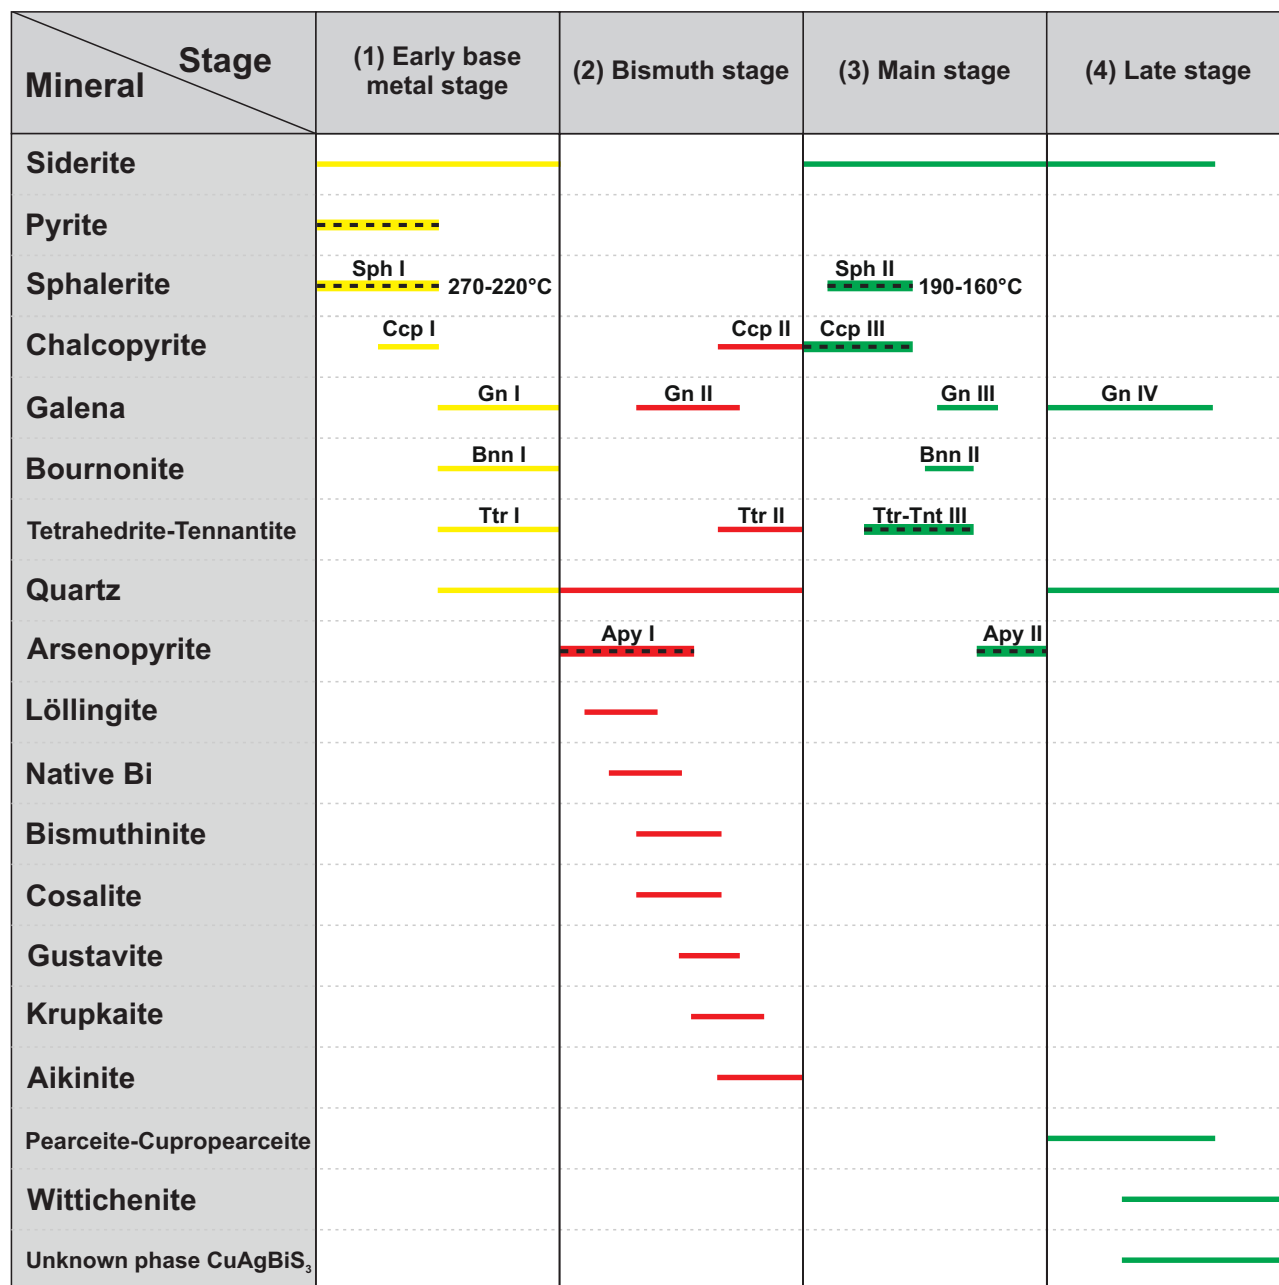 Stage
Mineral
(1) Early base
metal stage
(2) Bismuth stage
(3) Main stage
(4) Late stage
Siderite
Pyrite
Sphalerite
Sph I
270-220°C
Sph II
190-160°C
Chalcopyrite
Ccp I
Ccp II
Ccp III
Galena
Gn I
Gn II
Gn III
Gn IV
Bournonite
Bnn I
Bnn II
Tetrahedrite-Tennantite
Ttr I
Ttr II
Ttr-Tnt III
Quartz
Arsenopyrite
Apy I
Apy II
Löllingite
Native Bi
Bismuthinite
Cosalite
Gustavite
Krupkaite
Aikinite
Pearceite-Cupropearceite
Wittichenite
Unknown phase CuAgBiS₃